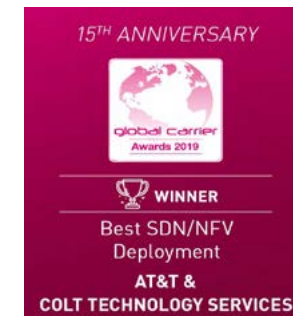 15TH ANNIVERSARY
global carrier
Awards 2019
WINNER
Best SDN/NFV
Deployment
AT&T &
COLT TECHNOLOGY SERVICES